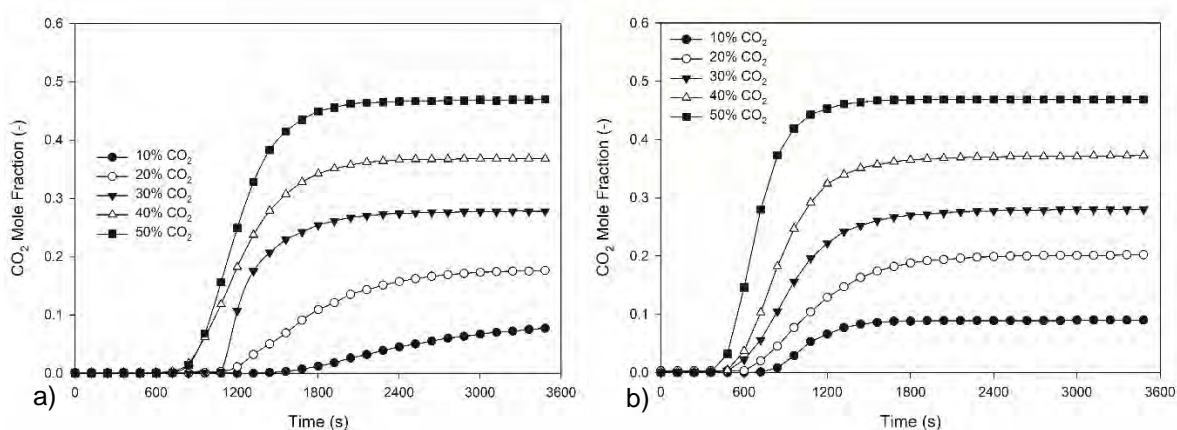 0.6
0.5
0.4
0.3
0.2
0.1
0.0
CO₂ Mole Fraction (-)
10% CO₂
20% CO₂
30% CO₂
40% CO₂
50% CO₂
0 600 1200 1800 2400 3000 3600
Time (s)
a)
0.6
0.5
0.4
0.3
0.2
0.1
0.0
CO₂ Mole Fraction (-)
10% CO₂
20% CO₂
30% CO₂
40% CO₂
50% CO₂
0 600 1200 1800 2400 3000 3600
Time (s)
b)